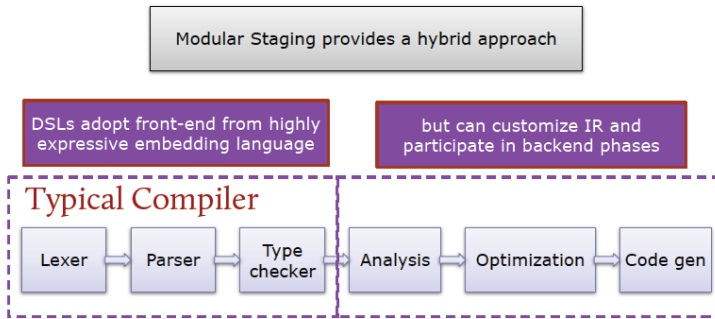 Modular Staging provides a hybrid approach
DSLs adopt front-end from highly
expressive embedding language
but can customize IR and
participate in backend phases
Typical Compiler
Lexer
Parser
Type
checker
Analysis
Optimization
Code gen